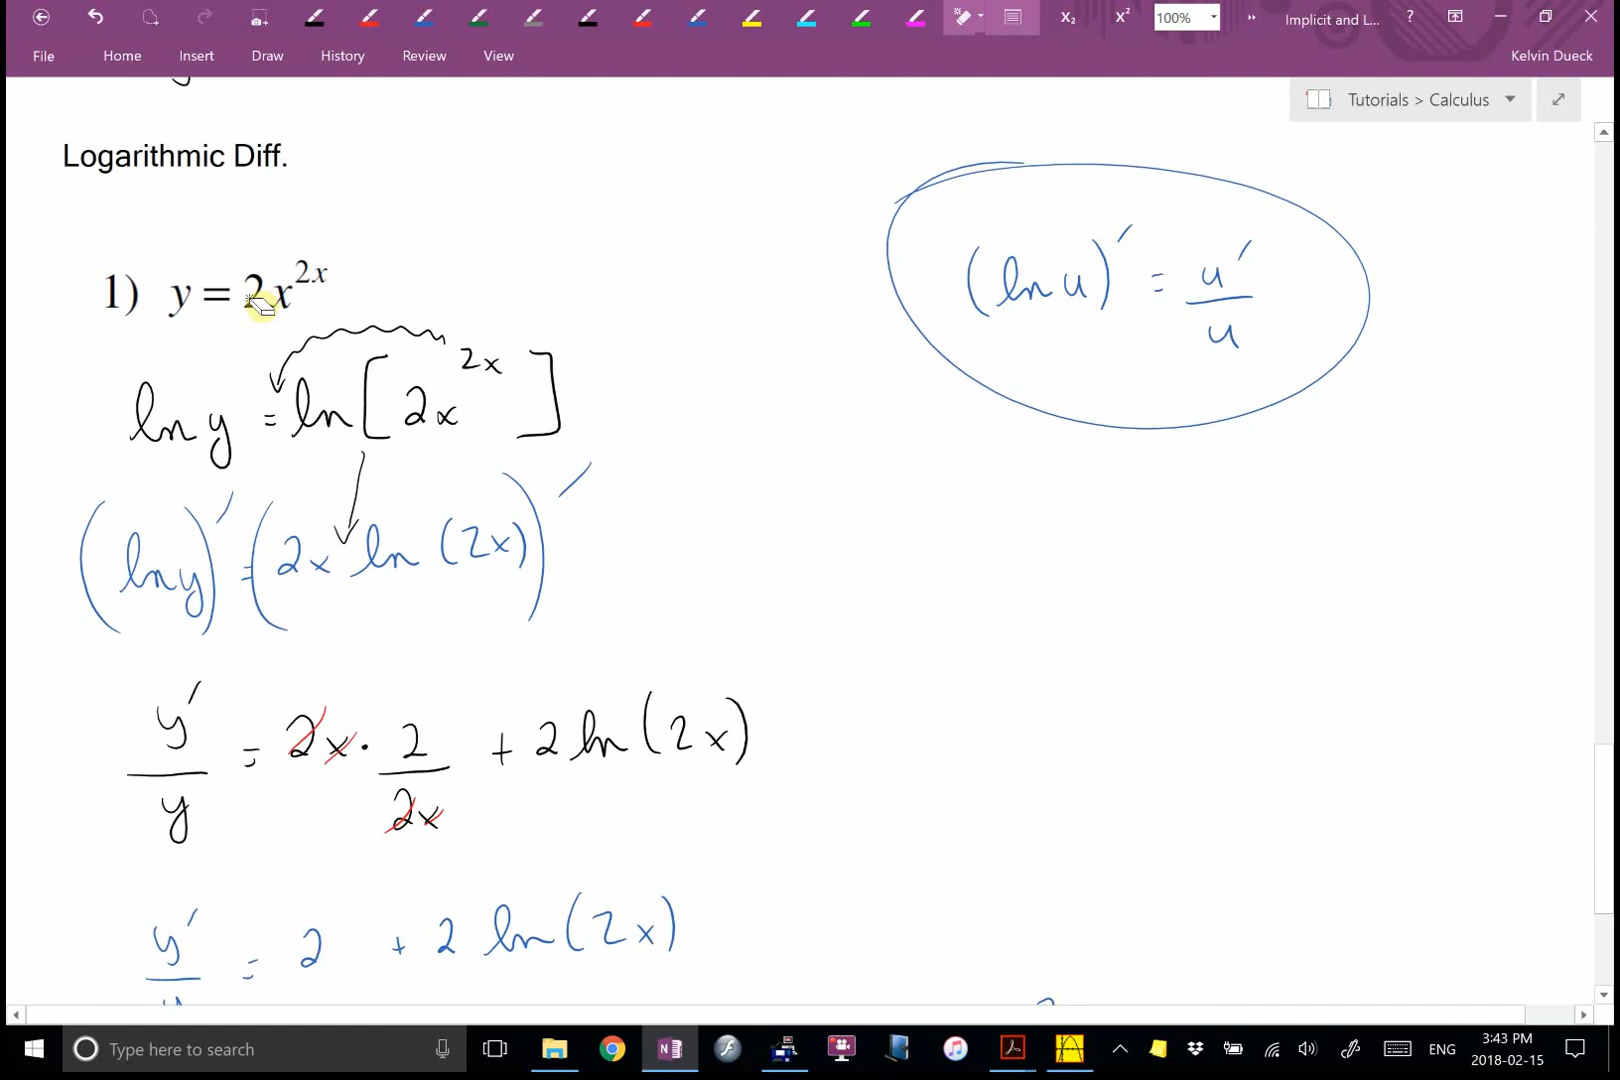 100%
Implicit and L...
File Home Insert Draw History Review View
Kelvin Dueck
Tutorials > Calculus
Logarithmic Diff.
(ln u)′ = u′/u
1) y = 2x^{2x}
ln y = ln[2x^{2x}]
(ln y)′ = (2x ln (2x))′
y′/y = 2x · 2/2x + 2 ln(2x)
y′/y = 2 + 2 ln(2x)
Type here to search
ENG
3:43 PM
2018-02-15